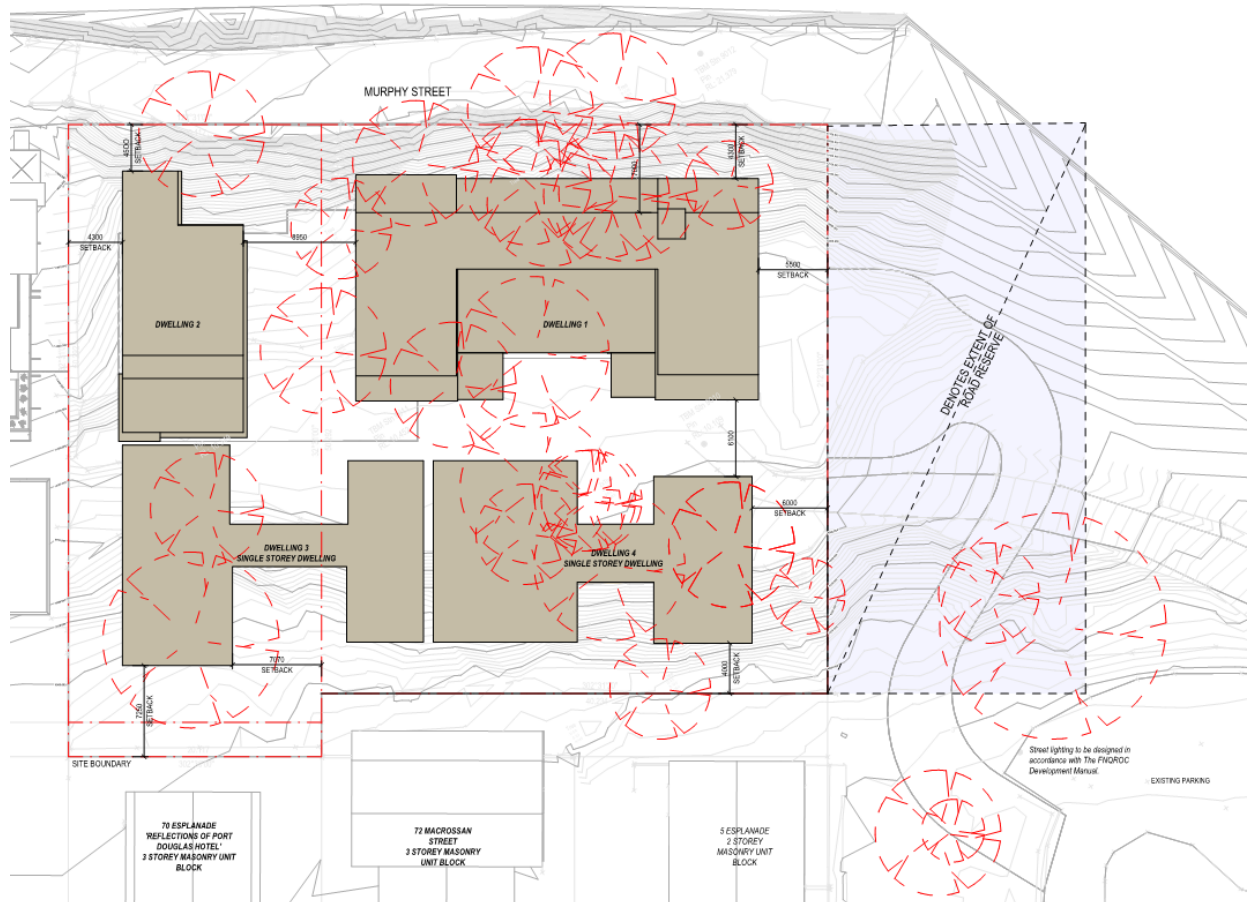 MURPHY STREET
4500
SETBACK
4300
SETBACK
4300
SETBACK
8950
5500
SETBACK
DWELLING 2
DWELLING 1
DENOTES EXTENT OF
ROAD RESERVE
6100
6000
SETBACK
DWELLING 3
SINGLE STOREY DWELLING
DWELLING 4
SINGLE STOREY DWELLING
SETBACK
4000
SETBACK
7250
SETBACK
SITE BOUNDARY
Street lighting to be designed in
accordance with The FNQROC
Development Manual.
EXISTING PARKING
70 ESPLANADE
'REFLECTIONS OF PORT
DOUGLAS HOTEL'
3 STOREY MASONRY UNIT
BLOCK
72 MACROSSAN
STREET
3 STOREY MASONRY
UNIT BLOCK
5 ESPLANADE
2 STOREY
MASONRY UNIT
BLOCK